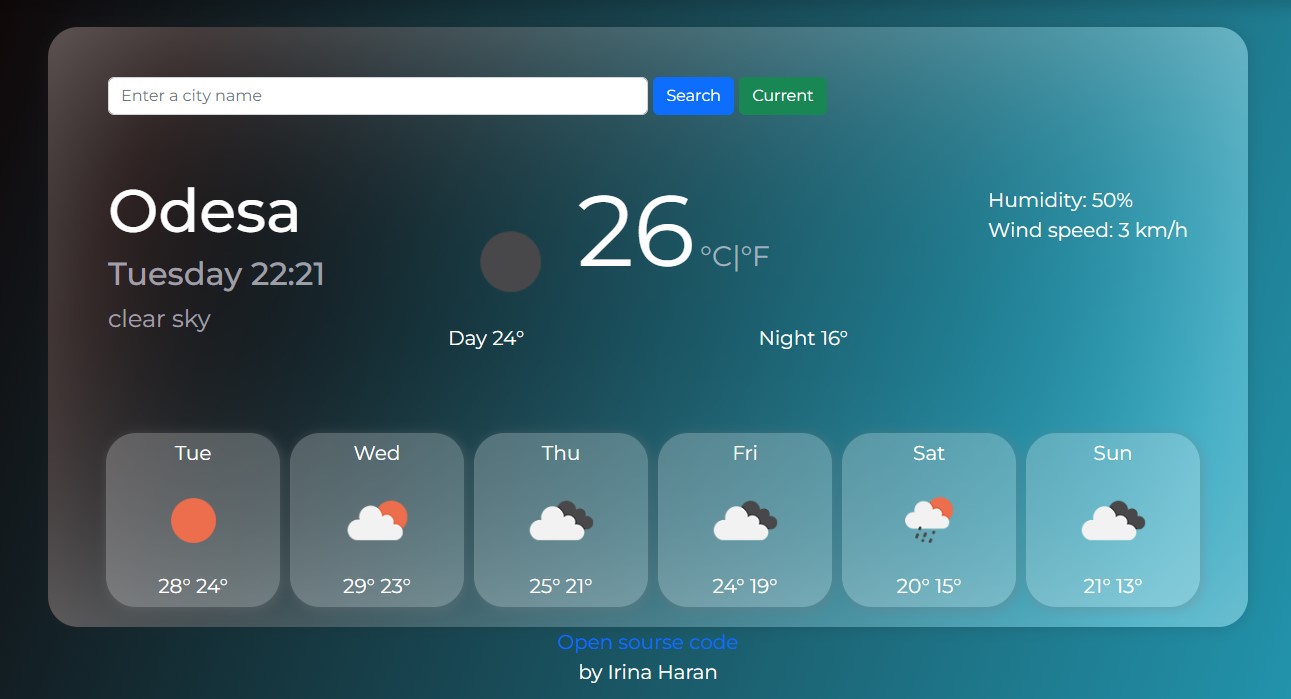 Enter a city name
Search
Current
Odesa
Tuesday 22:21
clear sky
26 °C|°F
Day 24°
Night 16°
Humidity: 50%
Wind speed: 3 km/h
Tue
28° 24°
Wed
29° 23°
Thu
25° 21°
Fri
24° 19°
Sat
20° 15°
Sun
21° 13°
Open sourse code
by Irina Haran